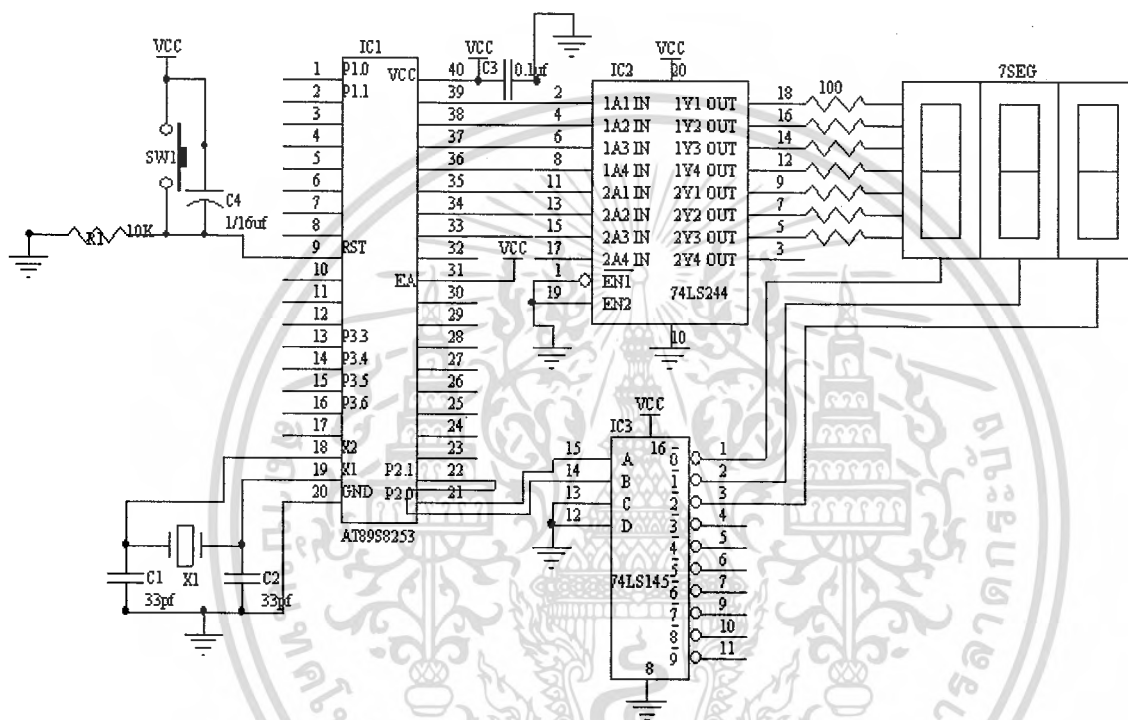 VCC
SW1
C4
1/16uf
R1
10K
IC1
1 P1.0
2 P1.1
3
4
5
6
7
8
9 RST
10
11
12
13 P3.3
14 P3.4
15 P3.5
16 P3.6
17
18 X2
19 X1
20 GND
VCC 40
39
38
37
36
35
34
33
32
EA 31
30
29
28
27
26
25
24
23
P2.1 22
P2.0 21
AT89S8253
C1
33pf
X1
C2
33pf
VCC
C3
0.1uf
VCC
IC2
VCC
20
2 1A1 IN
4 1A2 IN
6 1A3 IN
8 1A4 IN
11 2A1 IN
13 2A2 IN
15 2A3 IN
17 2A4 IN
1 EN1
19 EN2
1Y1 OUT 18
1Y2 OUT 16
1Y3 OUT 14
1Y4 OUT 12
2Y1 OUT 9
2Y2 OUT 7
2Y3 OUT 5
2Y4 OUT 3
74LS244
10
100
7SEG
VCC
IC3
16
15 A
14 B
13 C
12 D
0 1
1 2
2 3
3 4
4 5
5 6
6 7
7 9
8 10
9 11
74LS145
8